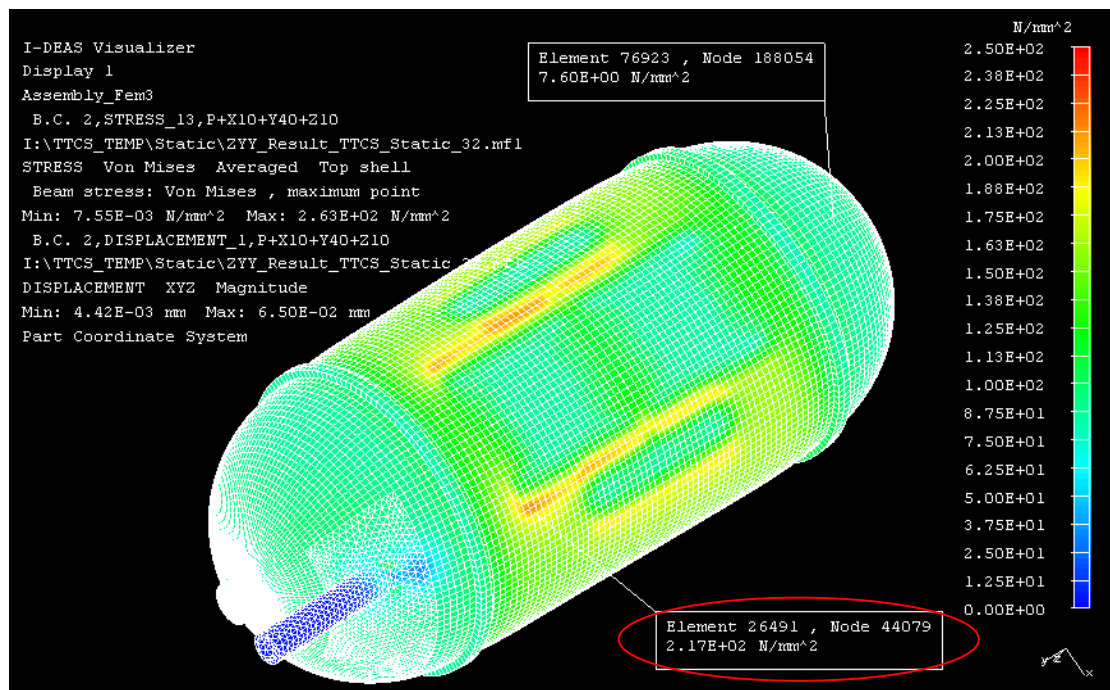 I-DEAS Visualizer
Display 1
Assembly_Fem3
B.C. 2,STRESS_13,P+X10+Y40+Z10
I:\TTCS_TEMP\Static\ZYY_Result_TTCS_Static_32.mfl
STRESS Von Mises Averaged Top shell
Beam stress: Von Mises , maximum point
Min: 7.55E-03 N/mm^2 Max: 2.63E+02 N/mm^2
B.C. 2,DISPLACEMENT_1,P+X10+Y40+Z10
I:\TTCS_TEMP\Static\ZYY_Result_TTCS_Static_
DISPLACEMENT XYZ Magnitude
Min: 4.42E-03 mm Max: 6.50E-02 mm
Part Coordinate System
Element 76923 , Node 188054
7.60E+00 N/mm^2
N/mm^2
2.50E+02
2.38E+02
2.25E+02
2.13E+02
2.00E+02
1.88E+02
1.75E+02
1.63E+02
1.50E+02
1.38E+02
1.25E+02
1.13E+02
1.00E+02
8.75E+01
7.50E+01
6.25E+01
5.00E+01
3.75E+01
2.50E+01
1.25E+01
0.00E+00
Element 26491 , Node 44079
2.17E+02 N/mm^2
y z
x